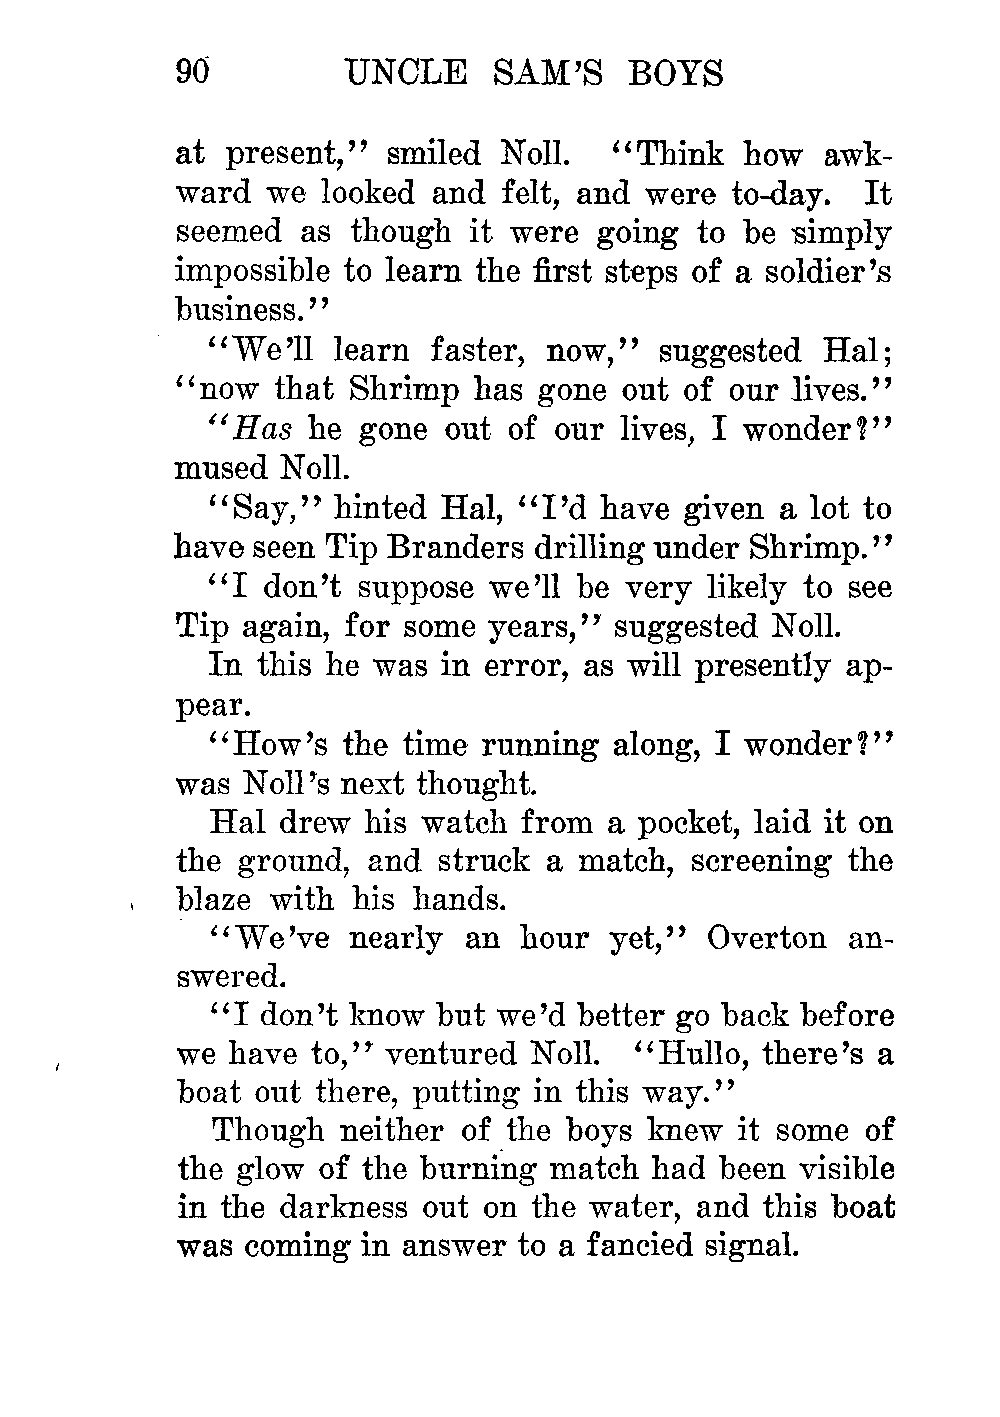 90 UNCLE SAM'S BOYS
at present,” smiled Noll. “Think how awk-
ward we looked and felt, and were to-day. It
seemed as though it were going to be simply
impossible to learn the first steps of a soldier's
business.”
“We'll learn faster, now,” suggested Hal;
“now that Shrimp has gone out of our lives.”
“Has he gone out of our lives, I wonder?”
mused Noll.
“Say,” hinted Hal, “I'd have given a lot to
have seen Tip Branders drilling under Shrimp.”
“I don't suppose we'll be very likely to see
Tip again, for some years,” suggested Noll.
In this he was in error, as will presently ap-
pear.
“How's the time running along, I wonder?”
was Noll's next thought.
Hal drew his watch from a pocket, laid it on
the ground, and struck a match, screening the
blaze with his hands.
“We've nearly an hour yet,” Overton an-
swered.
“I don't know but we'd better go back before
we have to,” ventured Noll. “Hullo, there's a
boat out there, putting in this way.”
Though neither of the boys knew it some of
the glow of the burning match had been visible
in the darkness out on the water, and this boat
was coming in answer to a fancied signal.